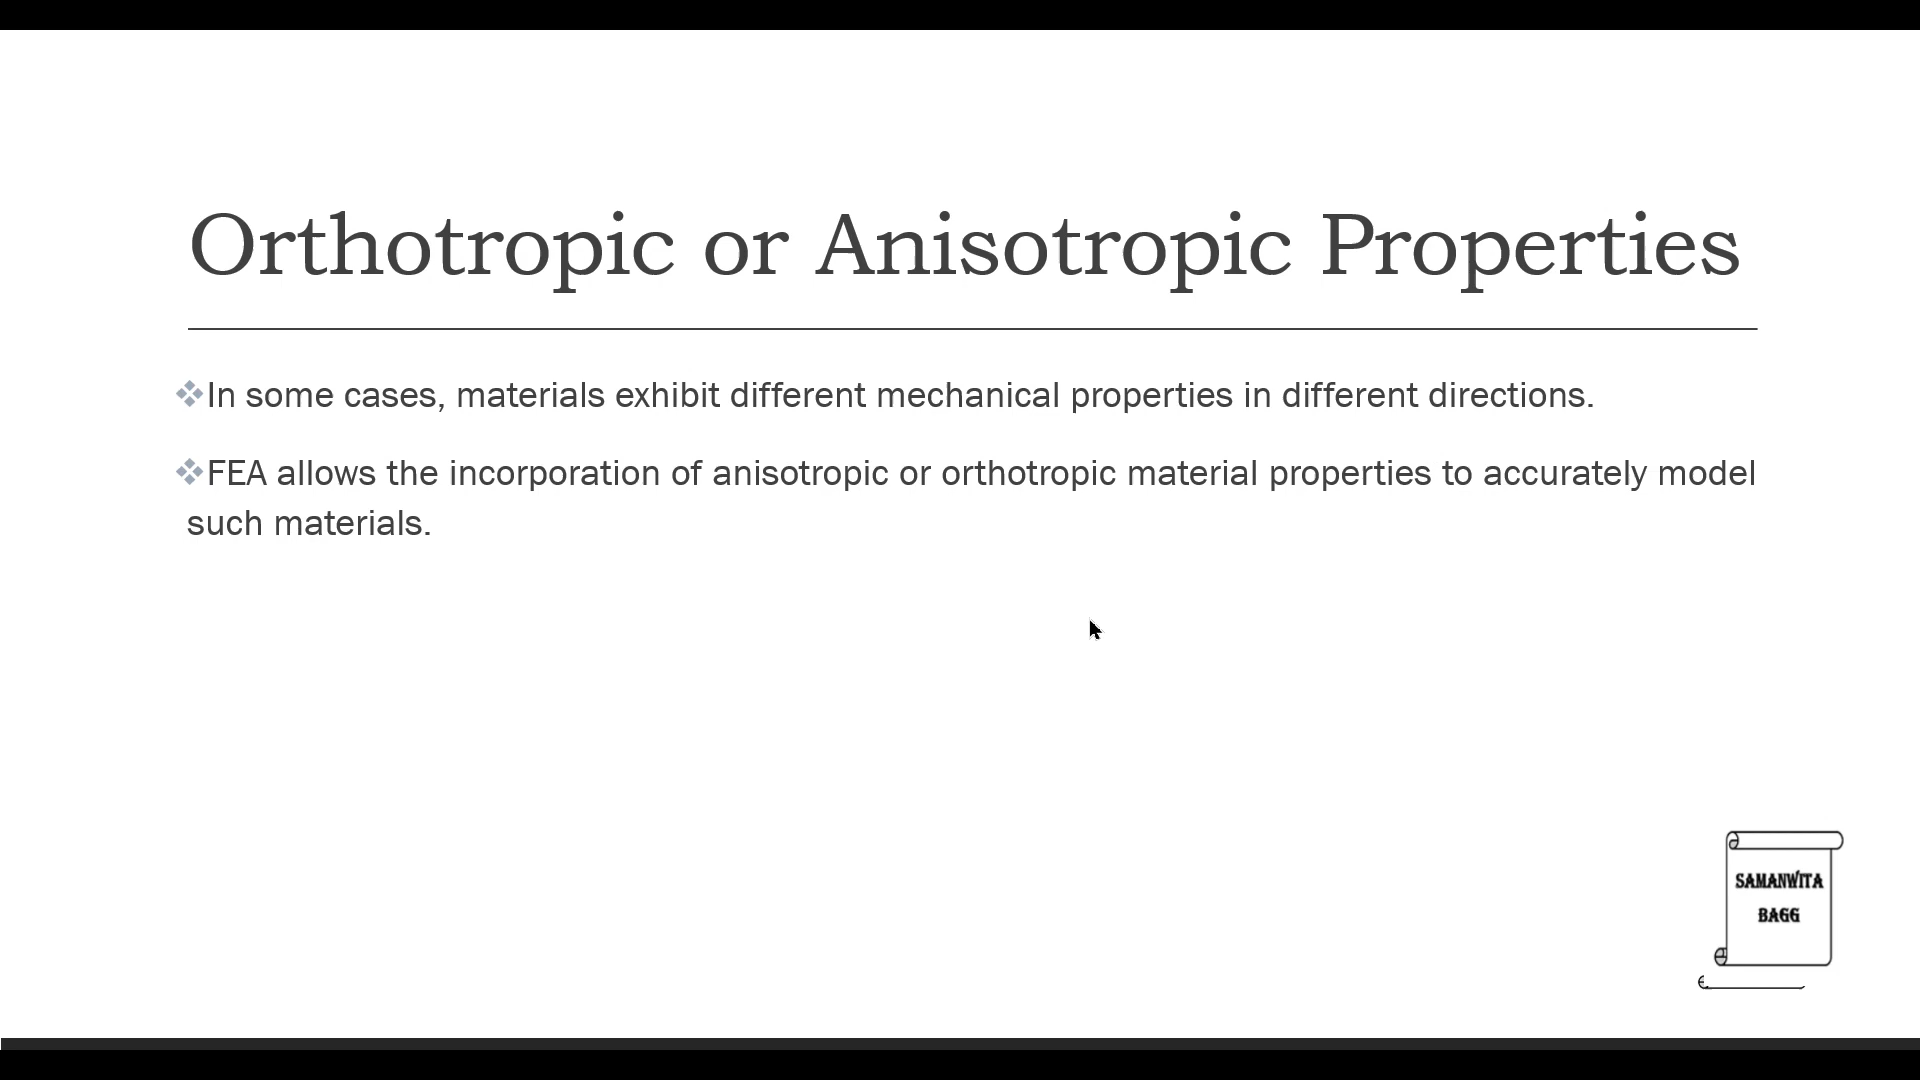 Orthotropic or Anisotropic Properties
❖In some cases, materials exhibit different mechanical properties in different directions.
❖FEA allows the incorporation of anisotropic or orthotropic material properties to accurately model
such materials.
SAMANWITA
BAGG